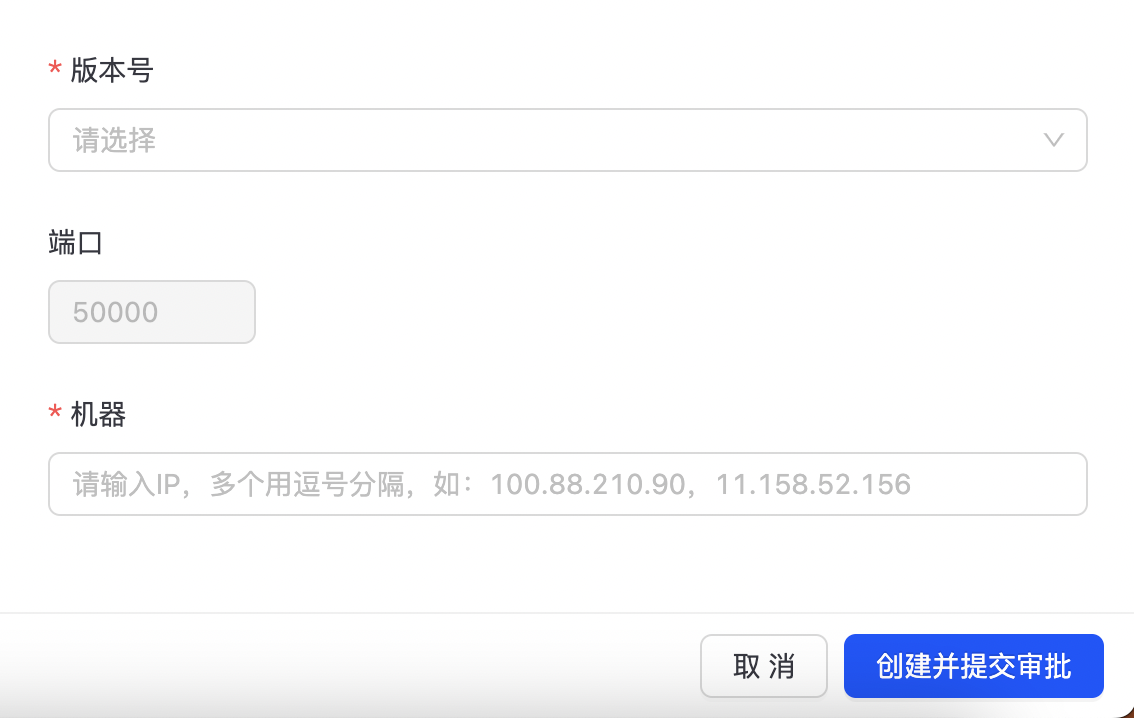 * 版本号
请选择
端口
50000
* 机器
请输入IP，多个用逗号分隔，如：100.88.210.90，11.158.52.156
取 消
创建并提交审批